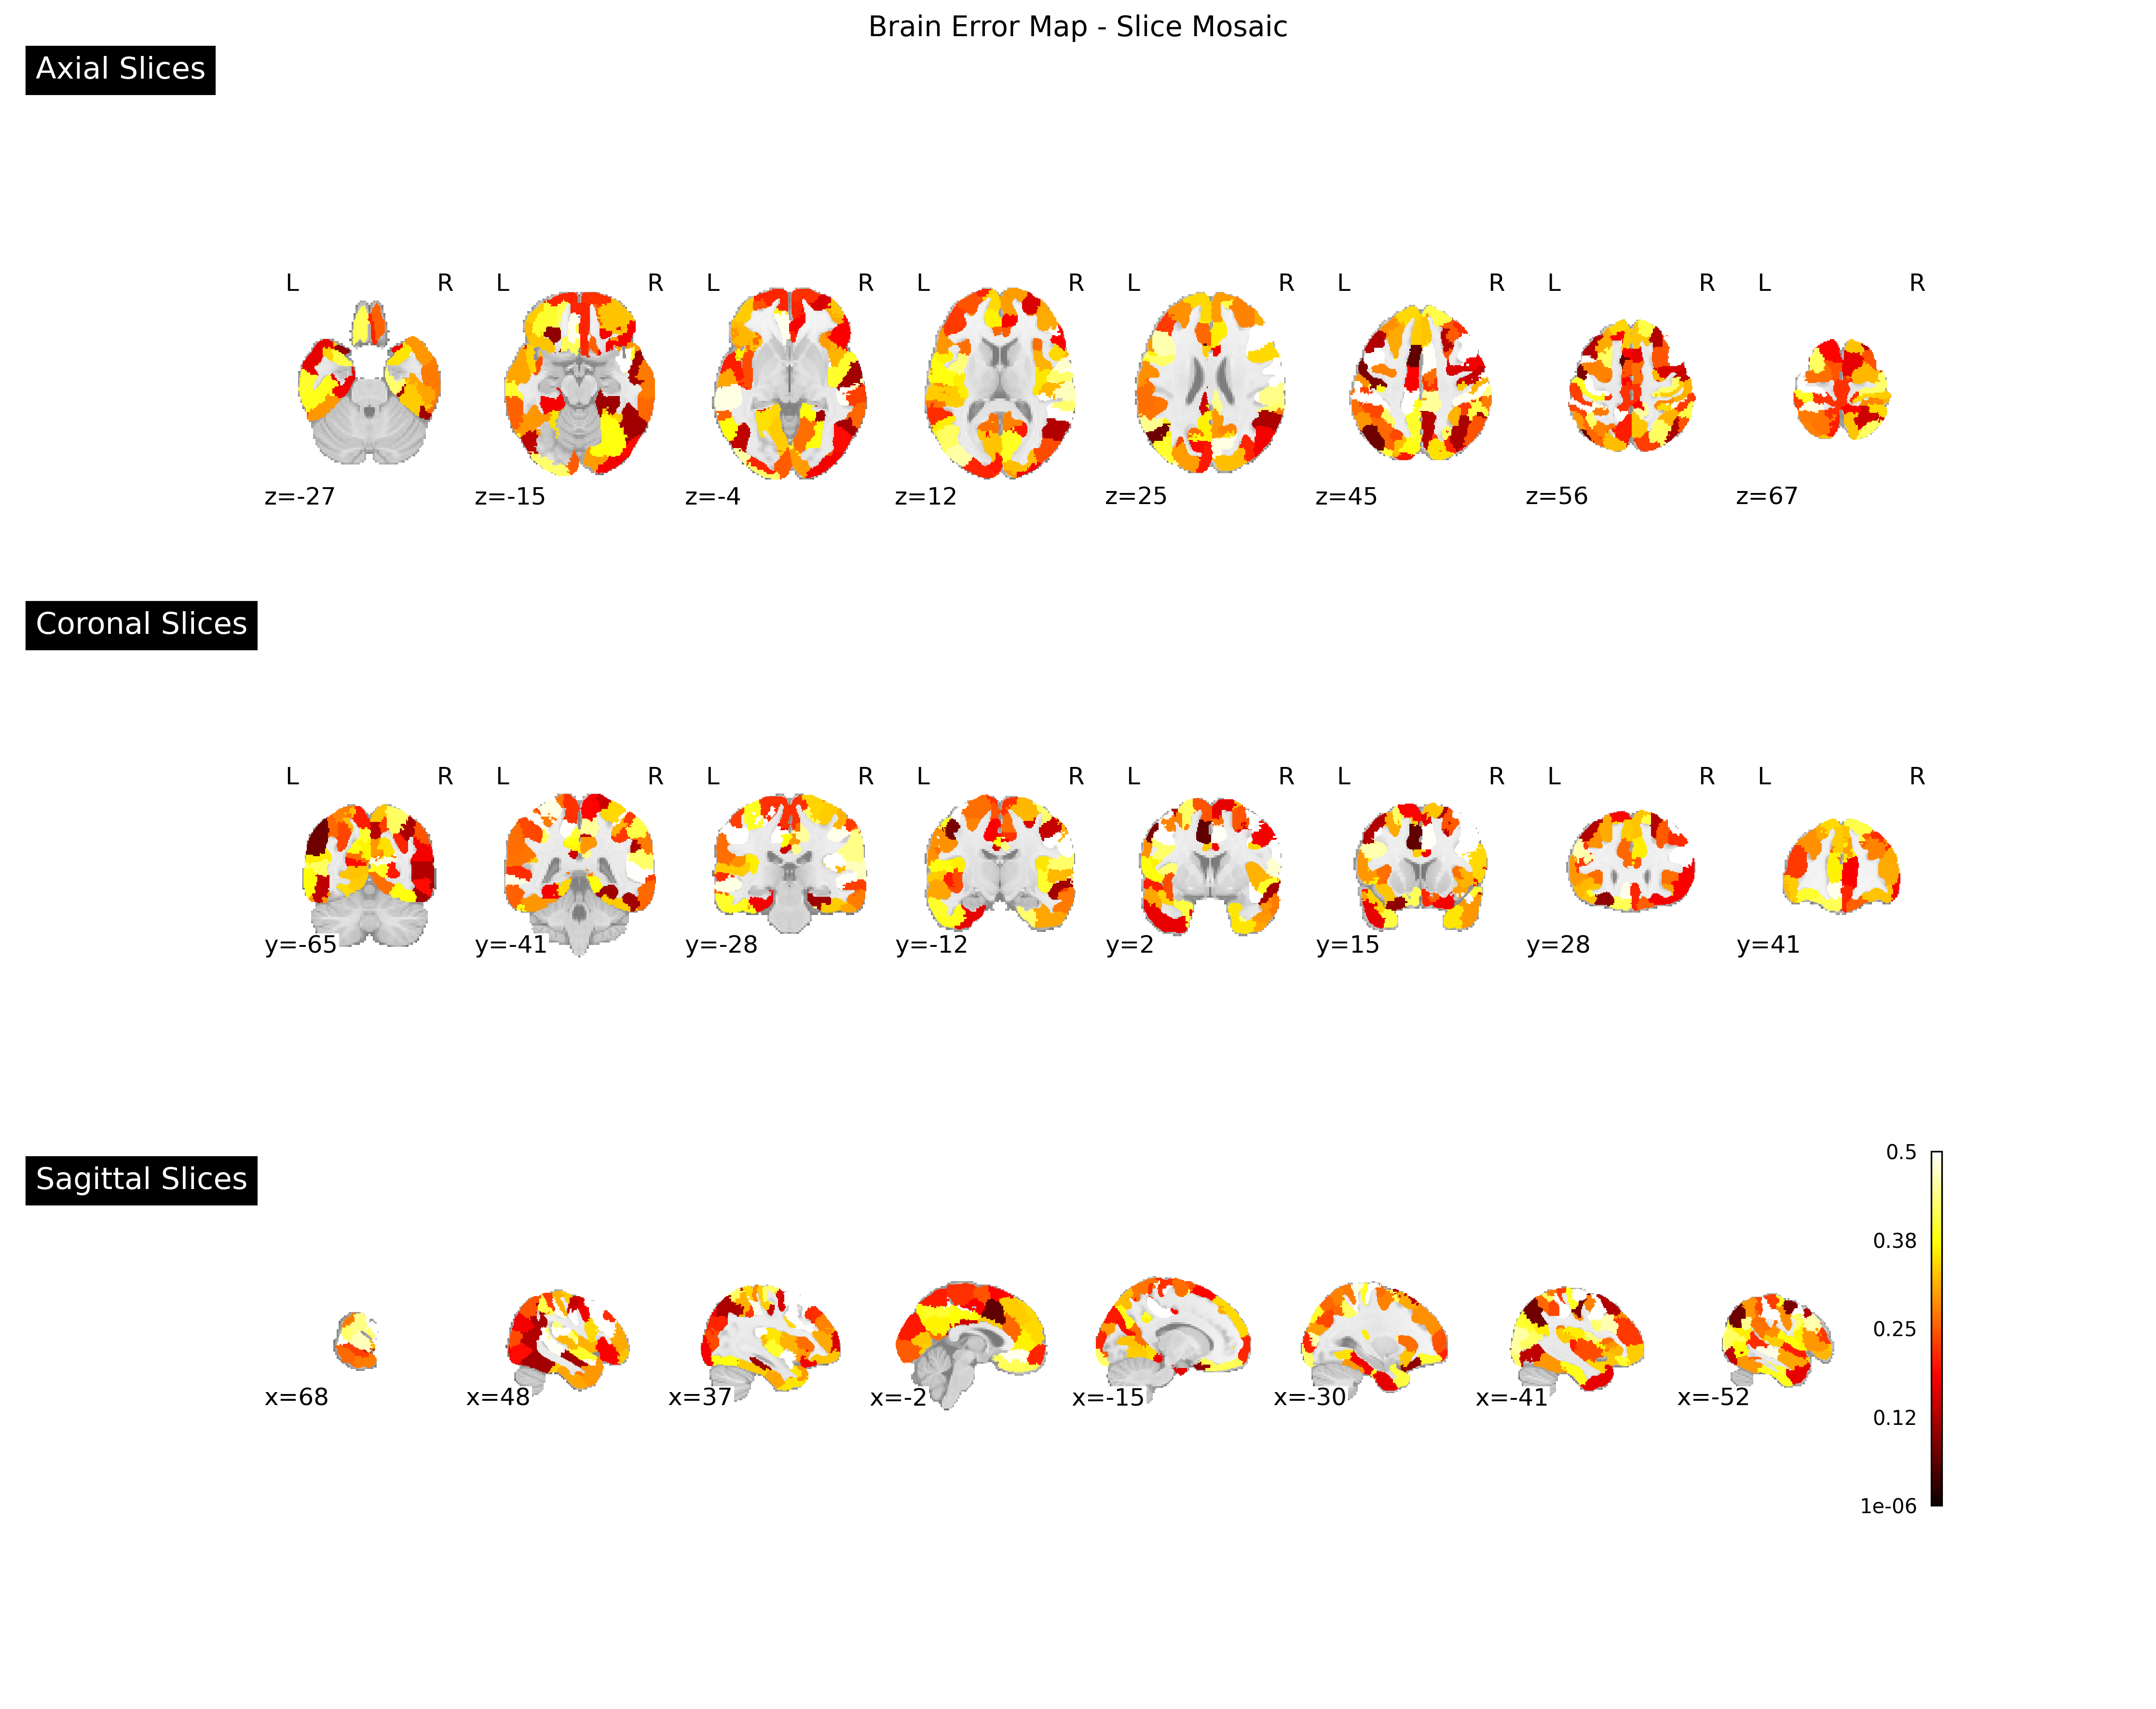 Brain Error Map - Slice Mosaic
Axial Slices
L R L R L R L R L R L R L R L R
z=-27 z=-15 z=-4 z=12 z=25 z=45 z=56 z=67
Coronal Slices
L R L R L R L R L R L R L R L R
y=-65 y=-41 y=-28 y=-12 y=2 y=15 y=28 y=41
Sagittal Slices
0.5
0.38
0.25
0.12
1e-06
x=68 x=48 x=37 x=-2 x=-15 x=-30 x=-41 x=-52